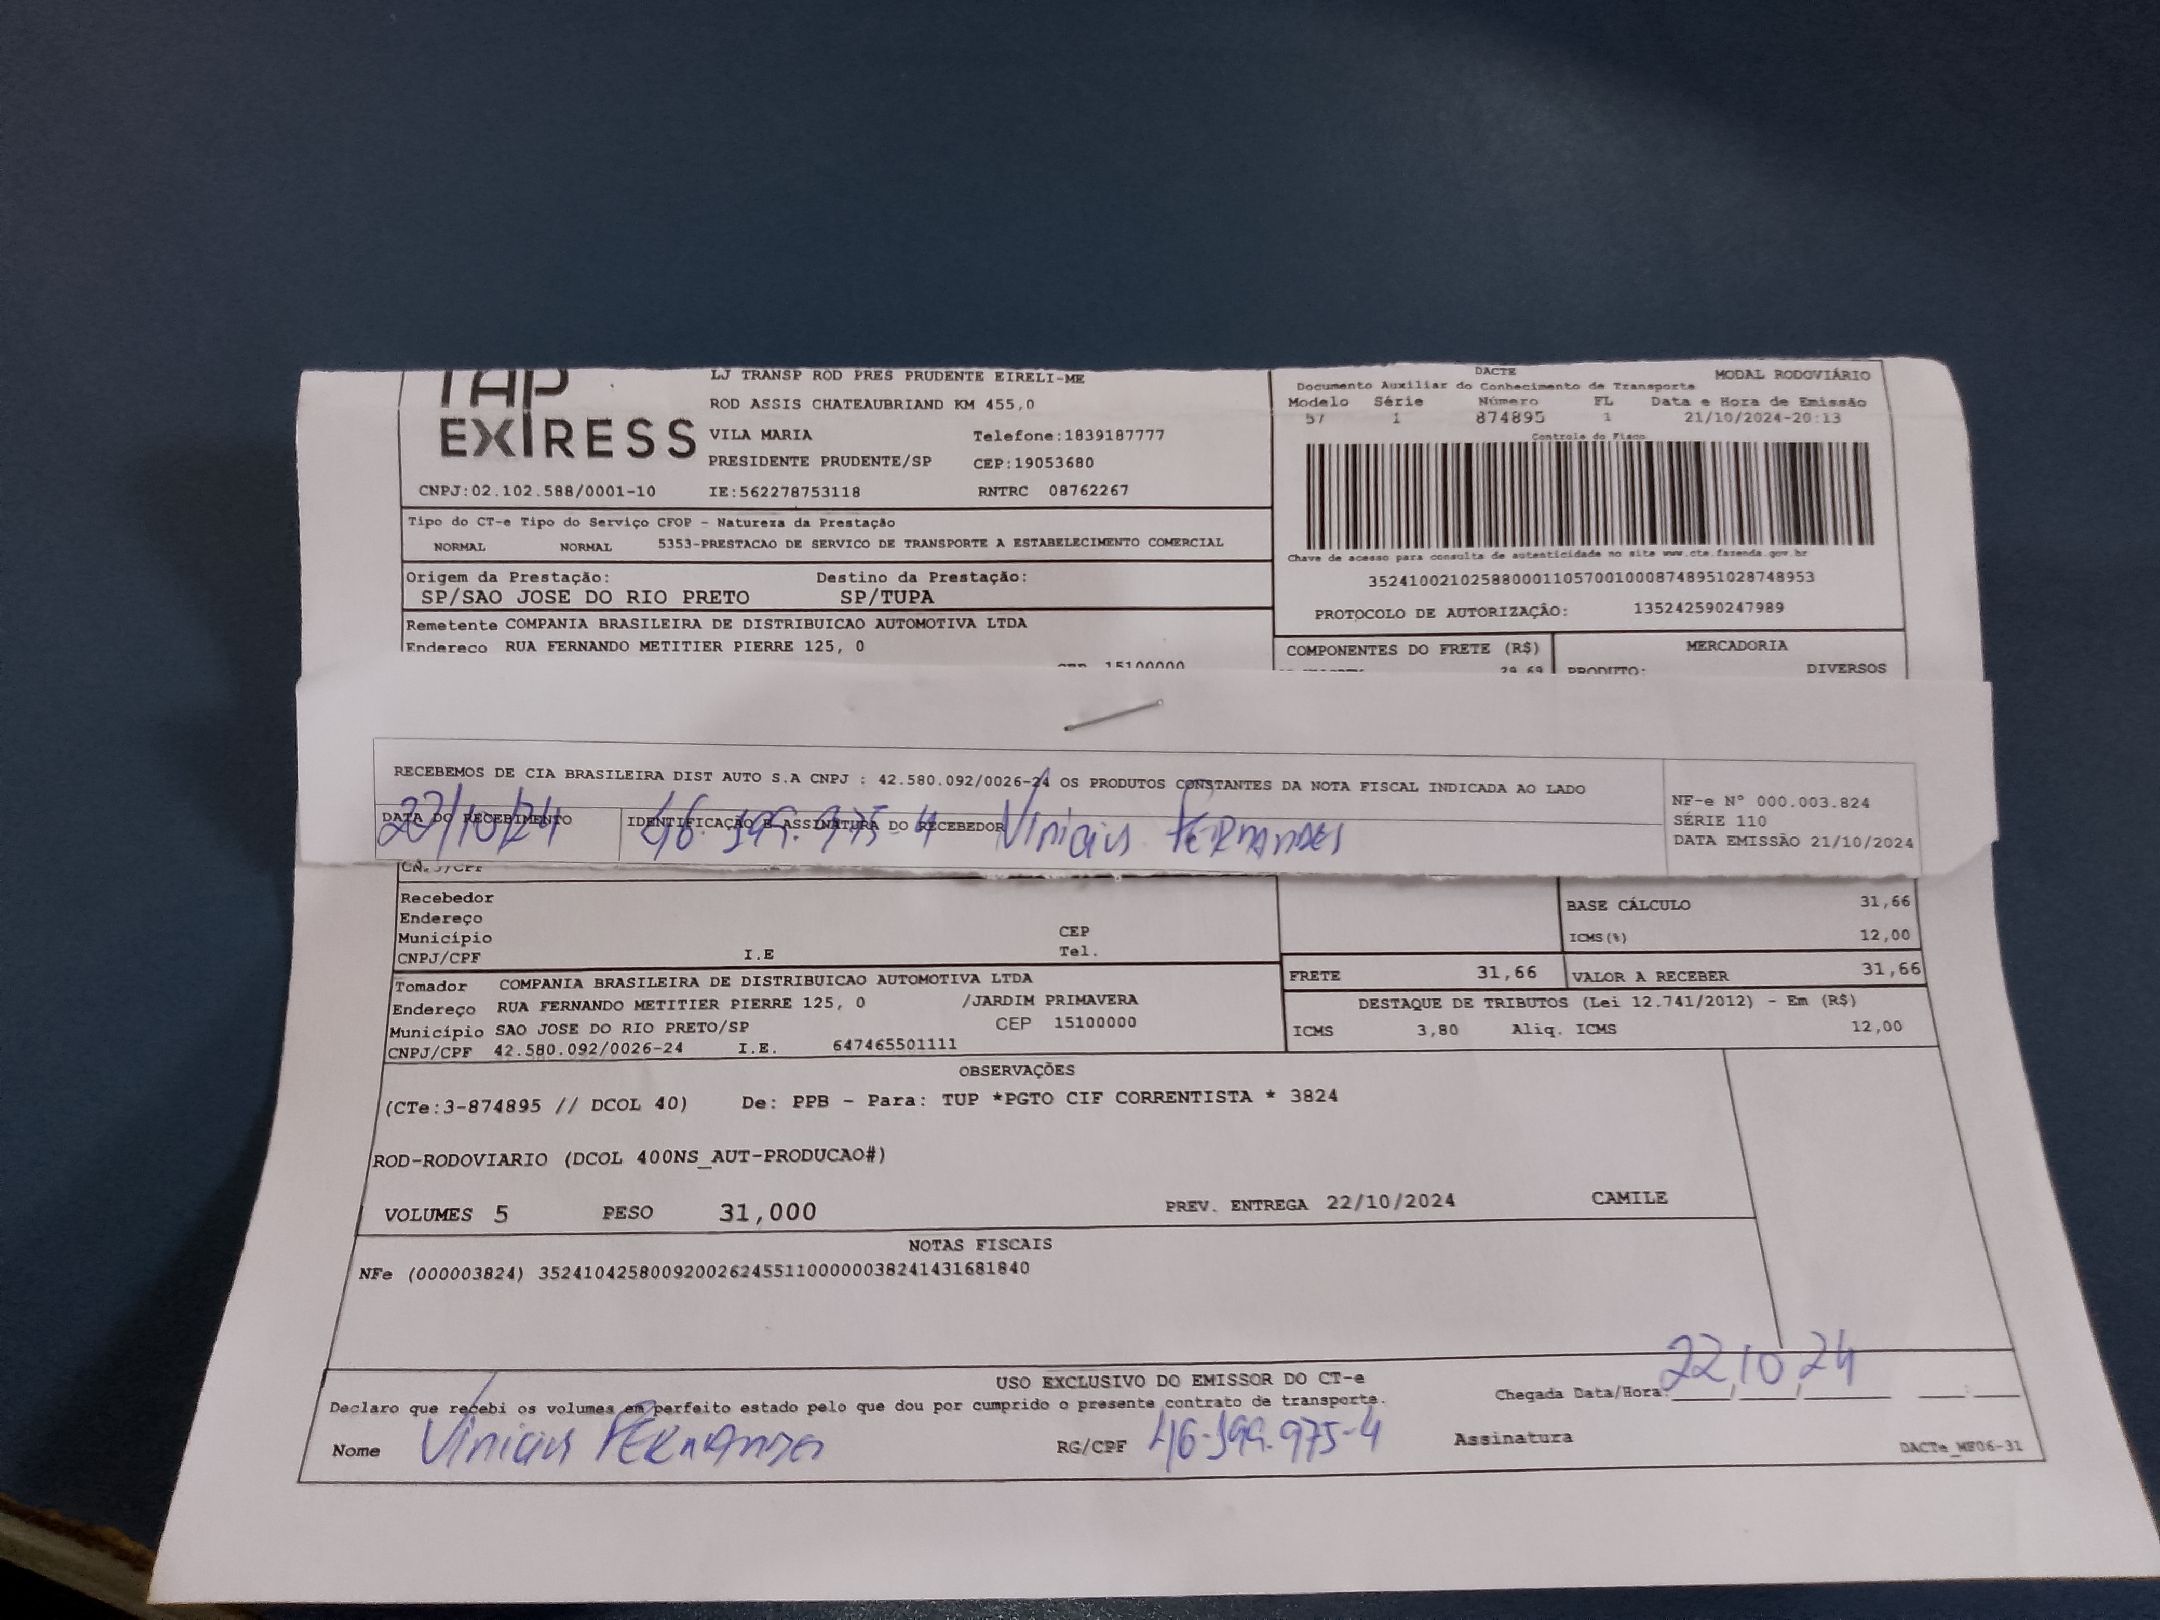 TAP
EXPRESS
LJ TRANSP ROD PRES PRUDENTE EIRELI-ME
ROD ASSIS CHATEAUBRIAND KM 455,0
VILA MARIA Telefone:1839187777
PRESIDENTE PRUDENTE/SP CEP:19053680
CNPJ:02.102.588/0001-10 IE:562278753118 RNTRC 08762267
DACTE MODAL RODOVIÁRIO
Documento Auxiliar do Conhecimento de Transporte
Modelo Série Número FL Data e Hora de Emissão
57 1 874895 1 21/10/2024-20:13
Controle do Fisco
Chave de acesso para consulta de autenticidade no site www.cte.fazenda.gov.br
35241002102588000110570010008748951028748953
PROTOCOLO DE AUTORIZAÇÃO: 135242590247989
Tipo do CT-e Tipo do Serviço CFOP - Natureza da Prestação
NORMAL NORMAL 5353-PRESTACAO DE SERVICO DE TRANSPORTE A ESTABELECIMENTO COMERCIAL
Origem da Prestação: Destino da Prestação:
SP/SAO JOSE DO RIO PRETO SP/TUPA
Remetente COMPANIA BRASILEIRA DE DISTRIBUICAO AUTOMOTIVA LTDA
Endereco RUA FERNANDO METITIER PIERRE 125, 0
CEP 15100000
COMPONENTES DO FRETE (R$) MERCADORIA
29,69 PRODUTO: DIVERSOS
RECEBEMOS DE CIA BRASILEIRA DIST AUTO S.A CNPJ : 42.580.092/0026-24 OS PRODUTOS CONSTANTES DA NOTA FISCAL INDICADA AO LADO
DATA DO RECEBIMENTO IDENTIFICAÇÃO E ASSINATURA DO RECEBEDOR
22/10/24 46.399.975-4 Vinicius FERNANDES
NF-e N° 000.003.824
SÉRIE 110
DATA EMISSÃO 21/10/2024
CNPJ/CPF
Recebedor
Endereço
Município CEP
CNPJ/CPF I.E Tel.
BASE CÁLCULO 31,66
ICMS(%) 12,00
FRETE 31,66 VALOR A RECEBER 31,66
Tomador COMPANIA BRASILEIRA DE DISTRIBUICAO AUTOMOTIVA LTDA
Endereço RUA FERNANDO METITIER PIERRE 125, 0 /JARDIM PRIMAVERA
Município SAO JOSE DO RIO PRETO/SP CEP 15100000
CNPJ/CPF 42.580.092/0026-24 I.E. 647465501111
DESTAQUE DE TRIBUTOS (Lei 12.741/2012) - Em (R$)
ICMS 3,80 Aliq. ICMS 12,00
OBSERVAÇÕES
(CTe:3-874895 // DCOL 40) De: PPB - Para: TUP *PGTO CIF CORRENTISTA * 3824
ROD-RODOVIARIO (DCOL 400NS_AUT-PRODUCAO#)
VOLUMES 5 PESO 31,000 PREV. ENTREGA 22/10/2024 CAMILE
NOTAS FISCAIS
NFe (000003824) 35241042580092002624551100000038241431681840
USO EXCLUSIVO DO EMISSOR DO CT-e
Declaro que recebi os volumes em perfeito estado pelo que dou por cumprido o presente contrato de transporte.
Chegada Data/Hora: 22/10/24
Nome Vinicius FERNANDES RG/CPF 46.399.975-4 Assinatura
DACTe_MF06-31